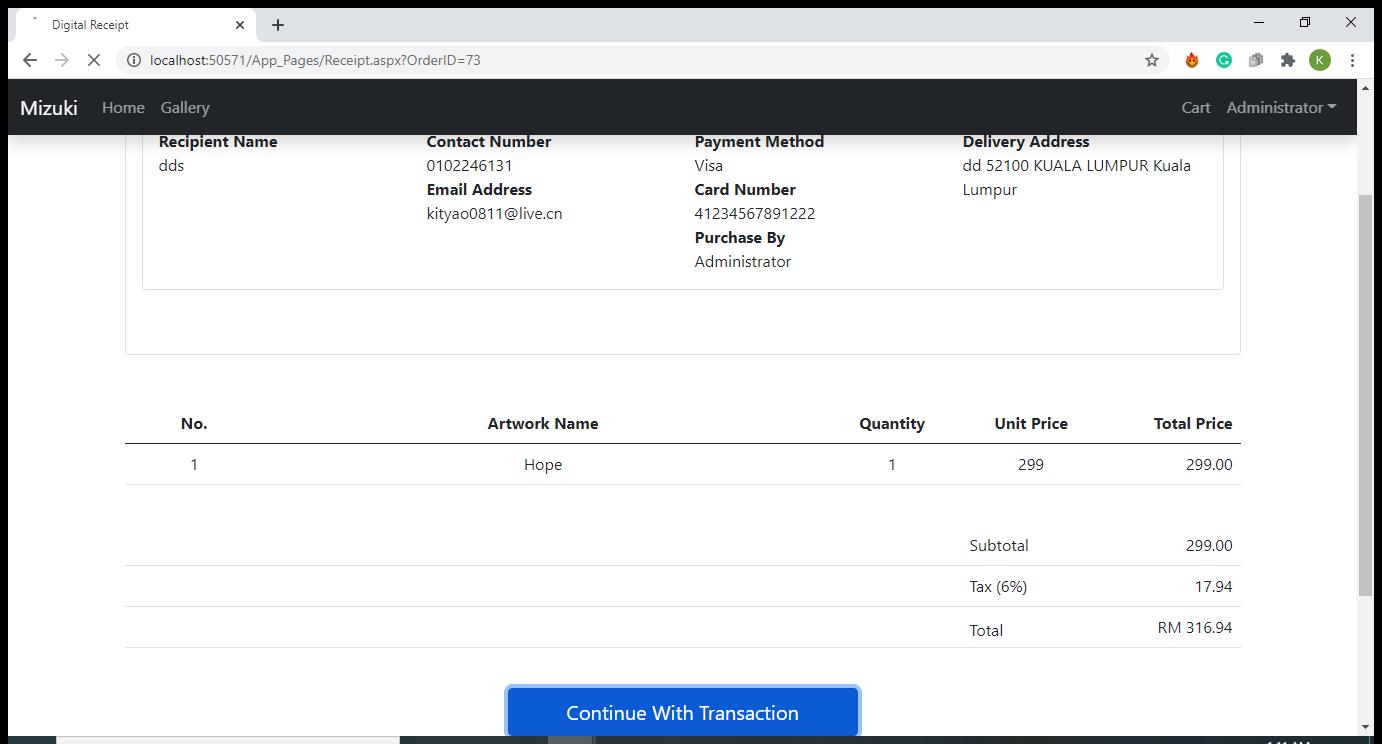 Digital Receipt
localhost:50571/App_Pages/Receipt.aspx?OrderID=73
K
Mizuki Home Gallery Cart Administrator
Recipient Name Contact Number Payment Method Delivery Address
dds 0102246131 Visa dd 52100 KUALA LUMPUR Kuala
Email Address Card Number Lumpur
kityao0811@live.cn 41234567891222
Purchase By
Administrator
No. Artwork Name Quantity Unit Price Total Price
1 Hope 1 299 299.00
Subtotal 299.00
Tax (6%) 17.94
Total RM 316.94
Continue With Transaction